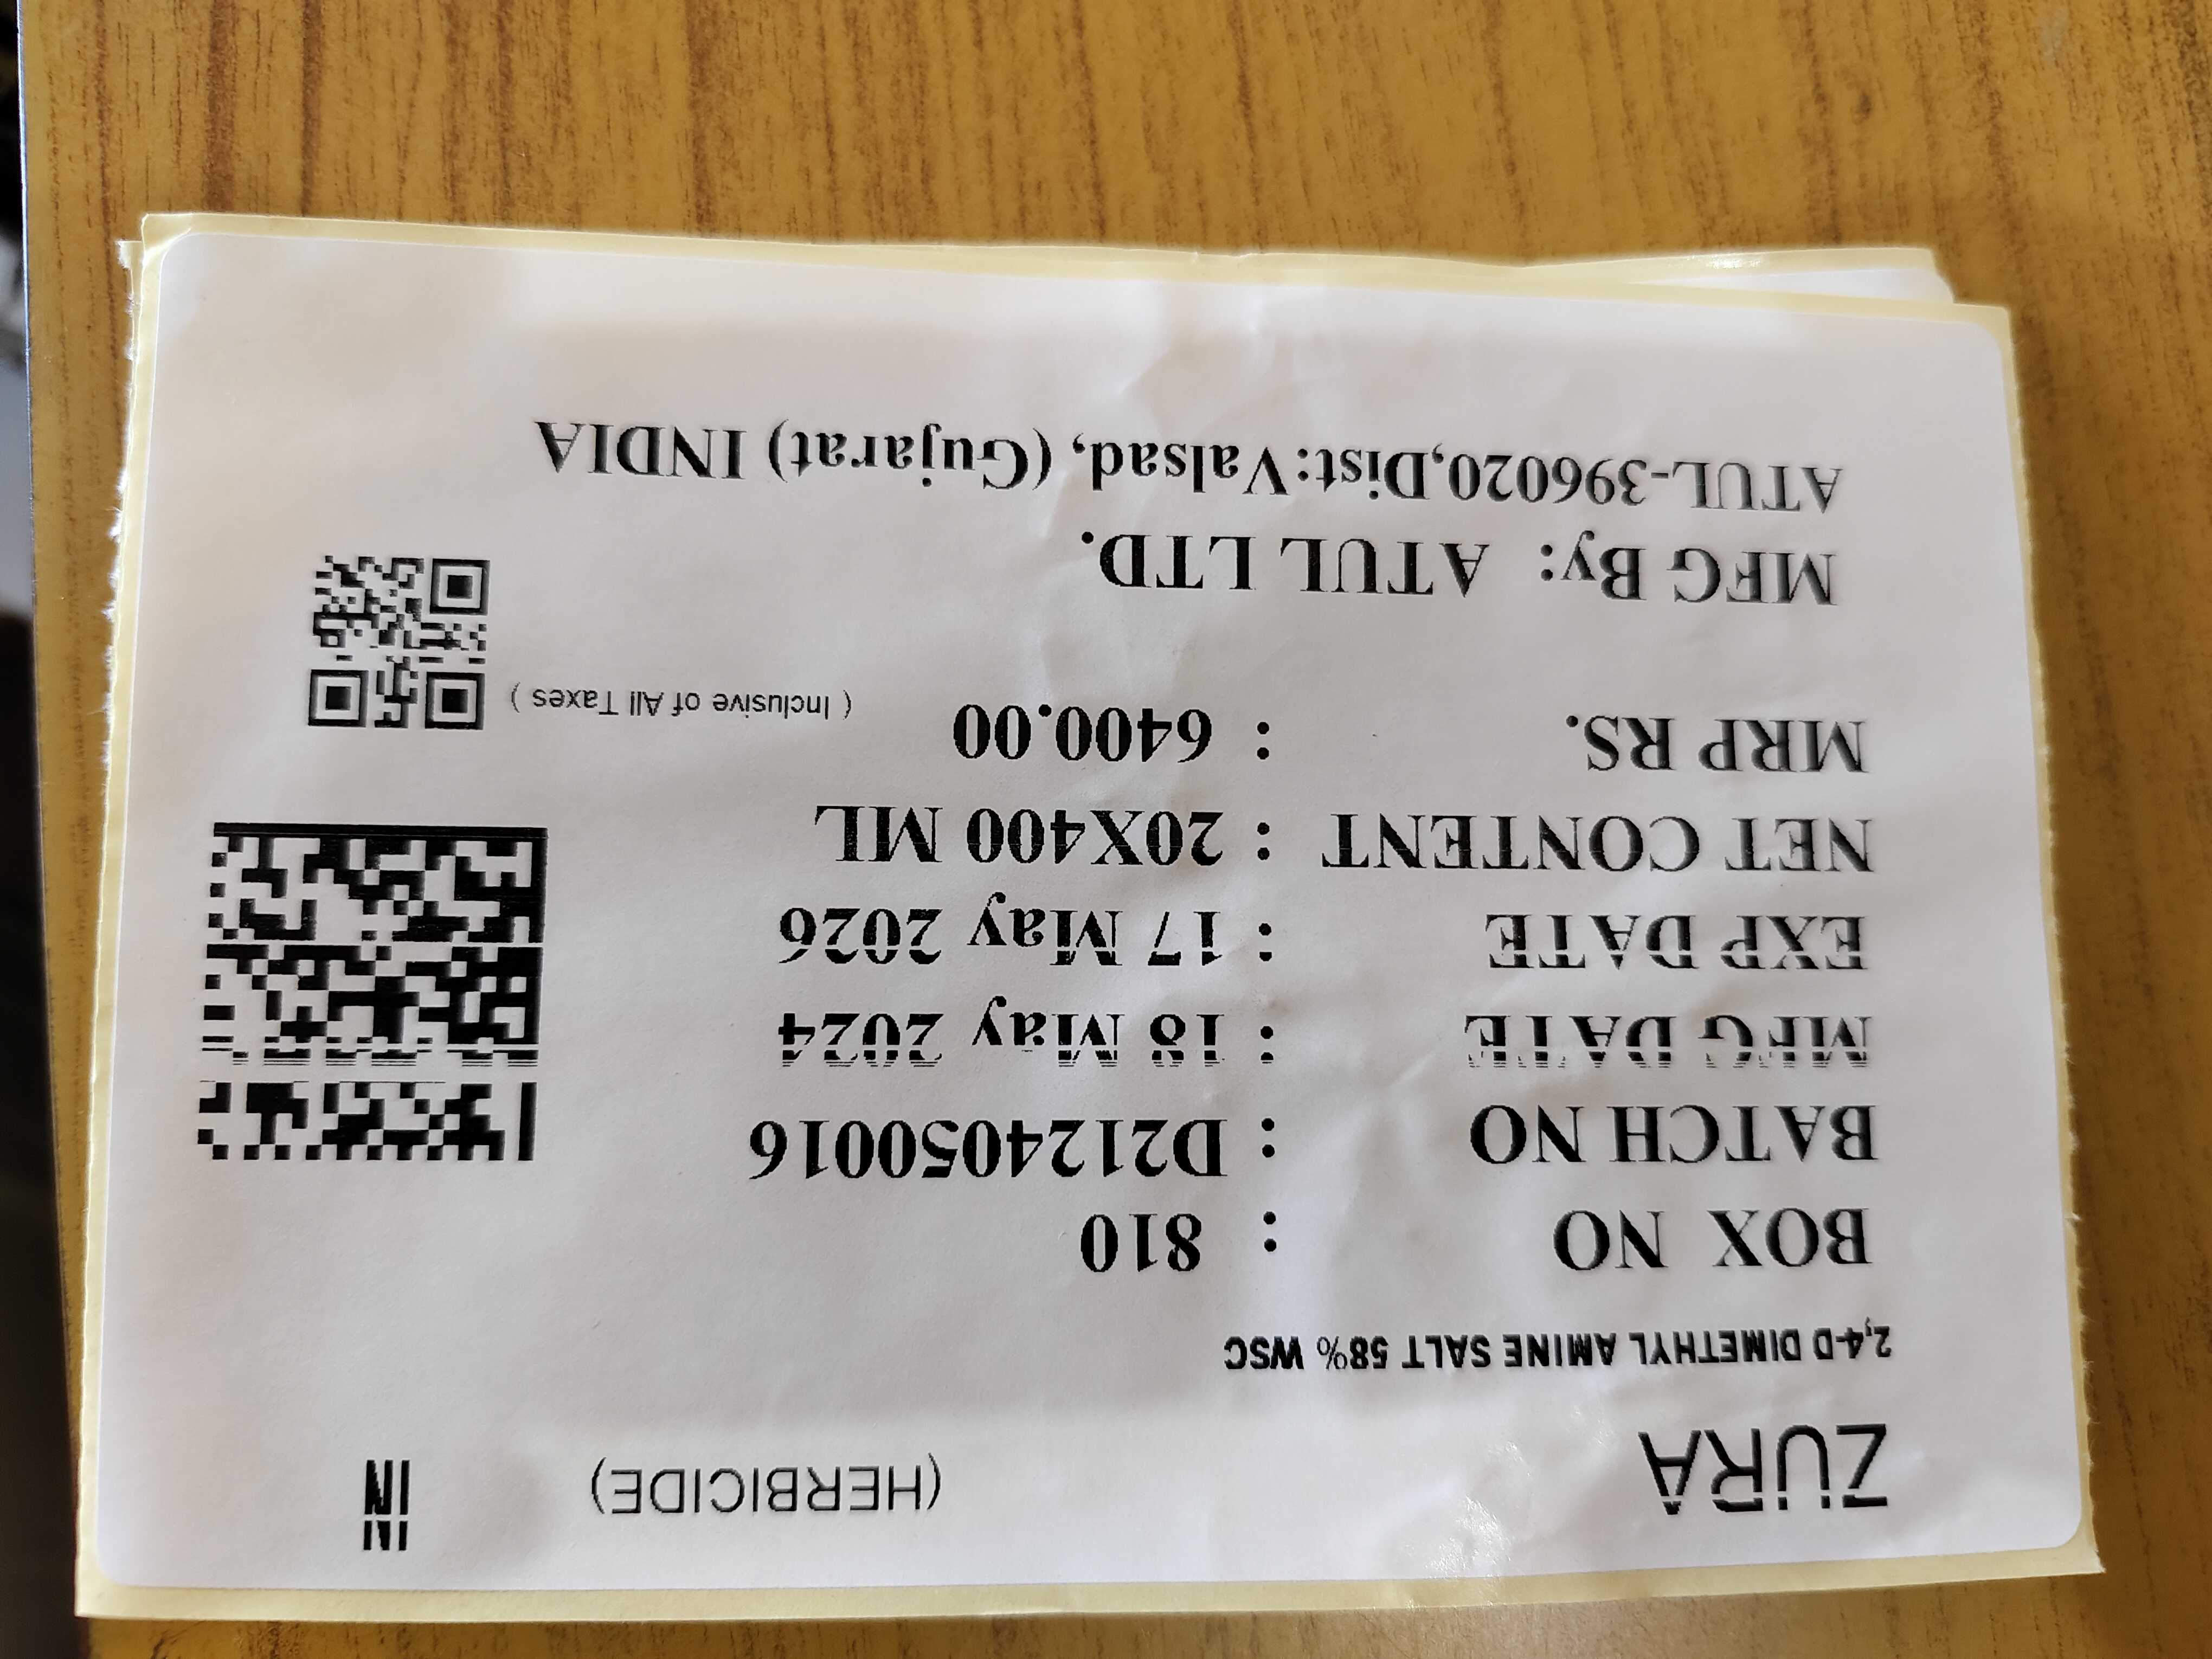 ZURA (HERBICIDE) IN
2,4-D DIMETHYL AMINE SALT 58% WSC
BOX NO : 810
BATCH NO : D2124050016
MFG DATE : 18 May 2024
EXP DATE : 17 May 2026
NET CONTENT : 20X400 ML
MRP RS. : 6400.00 ( Inclusive of All Taxes )
MFG By: ATUL LTD.
ATUL-396020,Dist:Valsad, (Gujarat) INDIA